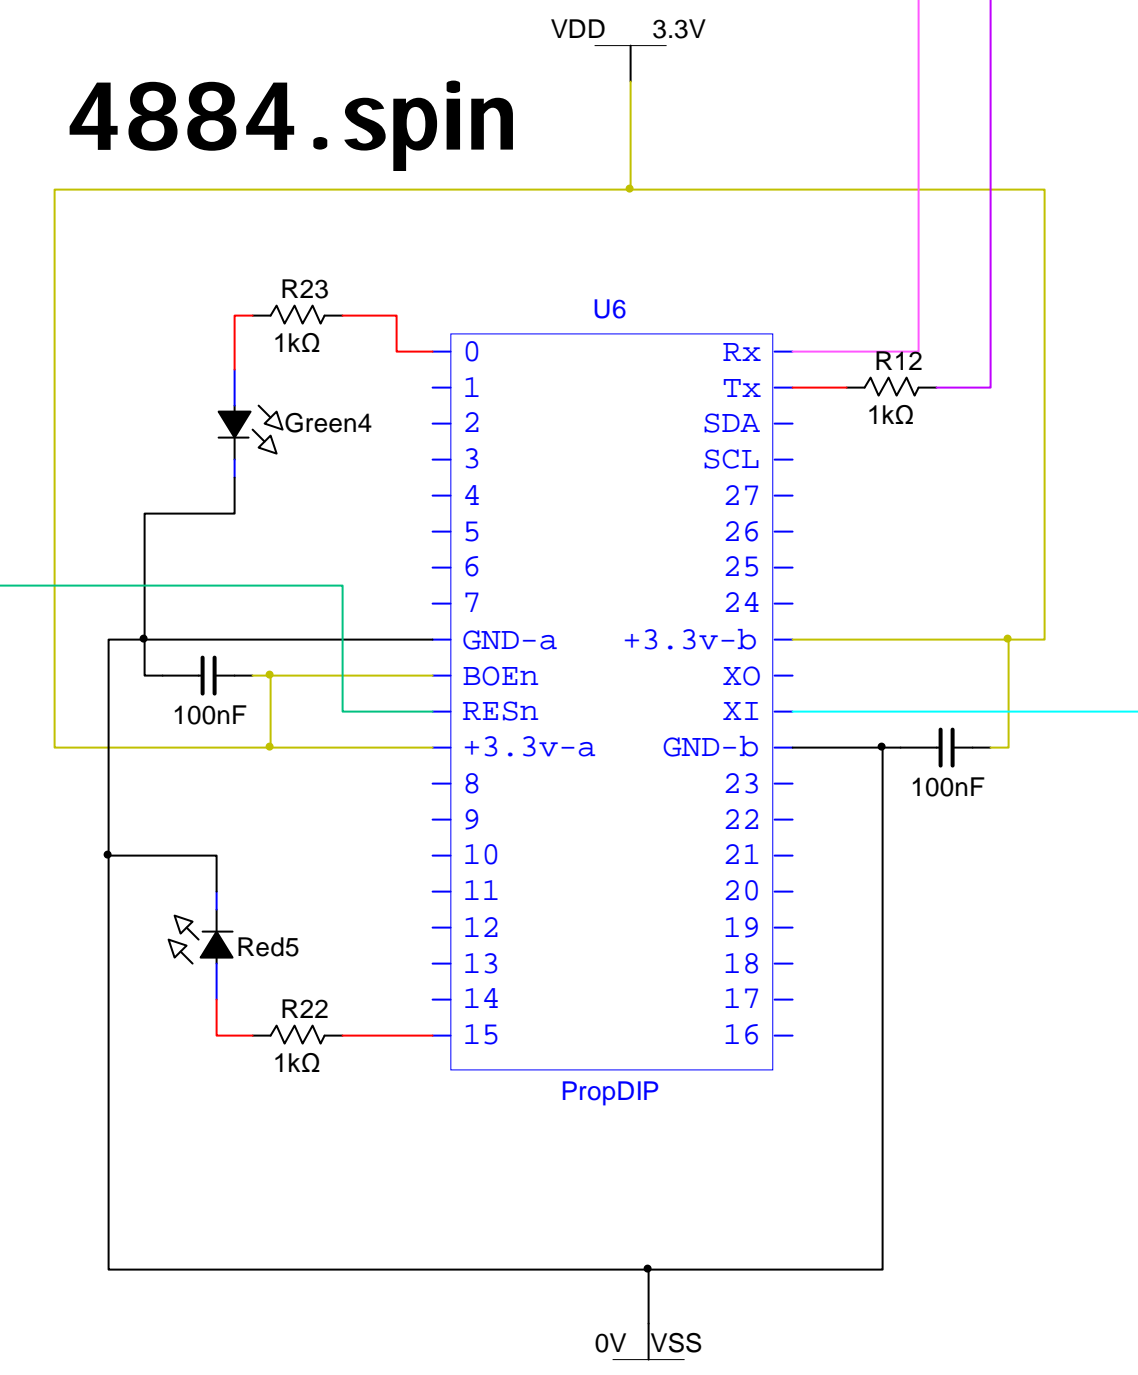 VDD 3.3V
4884.spin
R23
1kΩ
U6
Green4
0
1
2
3
4
5
6
7
GND-a
BOEn
RESn
+3.3v-a
8
9
10
11
12
13
14
15
Rx
Tx
SDA
SCL
27
26
25
24
+3.3v-b
XO
XI
GND-b
23
22
21
20
19
18
17
16
R12
1kΩ
100nF
100nF
Red5
R22
1kΩ
PropDIP
0V VSS